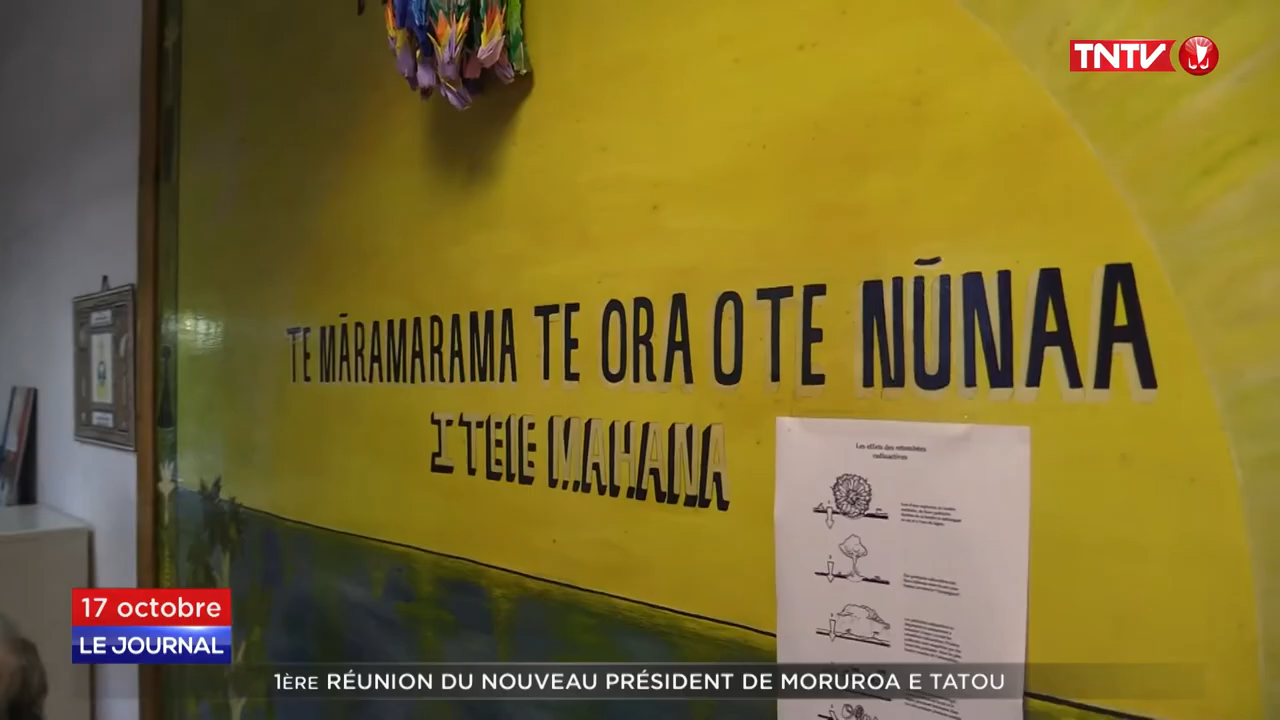 TNTV
TE MĀRAMARAMA TE ORA O TE NŪNAA
I TEIE MAHANA
Les effets des retombées
radioactives
17 octobre
LE JOURNAL
1ÈRE RÉUNION DU NOUVEAU PRÉSIDENT DE MORUROA E TATOU